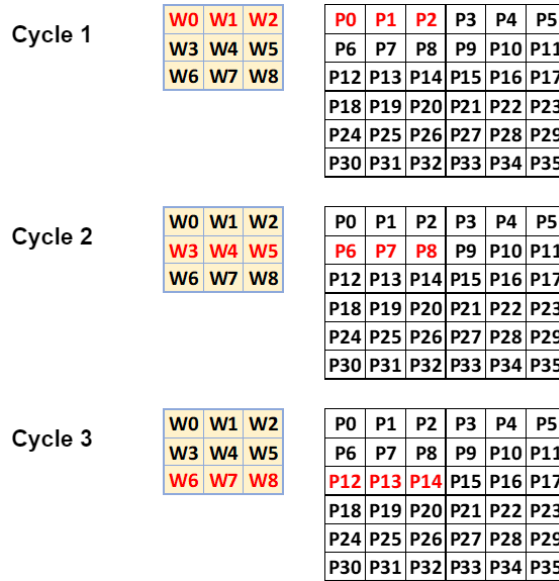 Cycle 1
W0 W1 W2
W3 W4 W5
W6 W7 W8
P0 P1 P2 P3 P4 P5
P6 P7 P8 P9 P10 P11
P12 P13 P14 P15 P16 P17
P18 P19 P20 P21 P22 P23
P24 P25 P26 P27 P28 P29
P30 P31 P32 P33 P34 P35
Cycle 2
W0 W1 W2
W3 W4 W5
W6 W7 W8
P0 P1 P2 P3 P4 P5
P6 P7 P8 P9 P10 P11
P12 P13 P14 P15 P16 P17
P18 P19 P20 P21 P22 P23
P24 P25 P26 P27 P28 P29
P30 P31 P32 P33 P34 P35
Cycle 3
W0 W1 W2
W3 W4 W5
W6 W7 W8
P0 P1 P2 P3 P4 P5
P6 P7 P8 P9 P10 P11
P12 P13 P14 P15 P16 P17
P18 P19 P20 P21 P22 P23
P24 P25 P26 P27 P28 P29
P30 P31 P32 P33 P34 P35